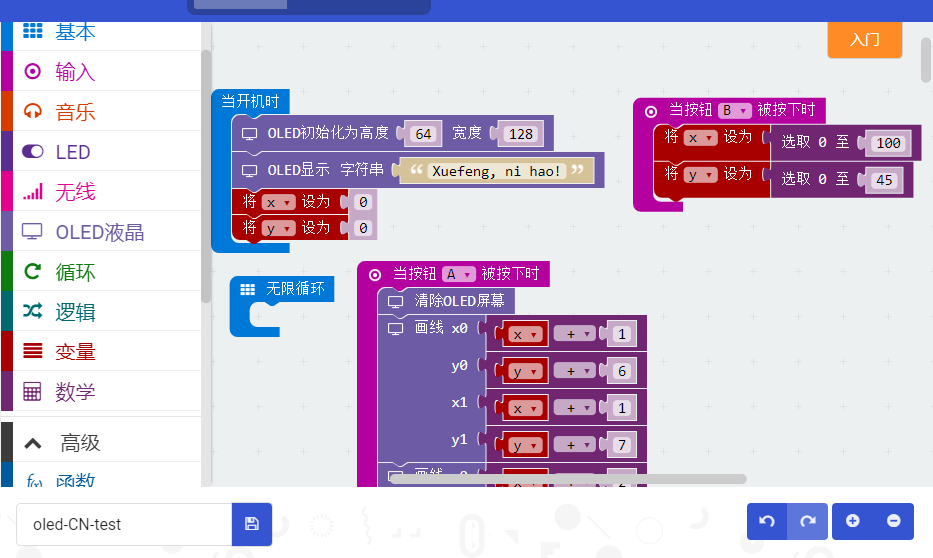 入门
基本
输入
音乐
LED
无线
OLED液晶
循环
逻辑
变量
数学
高级
函数
当开机时
OLED初始化为高度 64 宽度 128
OLED显示 字符串 “ Xuefeng, ni hao! ”
将 x 设为 0
将 y 设为 0
无限循环
当按钮 B 被按下时
将 x 设为 选取 0 至 100
将 y 设为 选取 0 至 45
当按钮 A 被按下时
清除OLED屏幕
画线 x0 x + 1
y0 y + 6
x1 x + 1
y1 y + 7
oled-CN-test